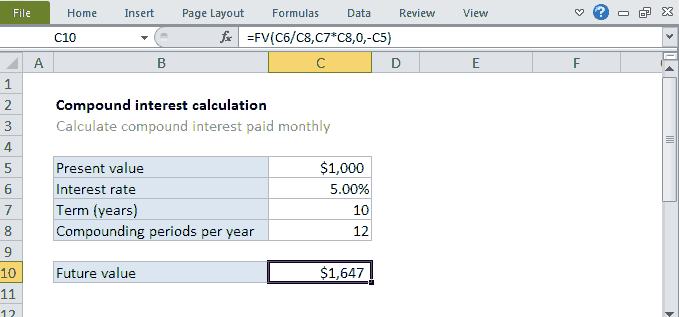 File Home Insert Page Layout Formulas Data Review View ?
C10 fx =FV(C6/C8,C7*C8,0,-C5)
A B C D E F
1
2 Compound interest calculation
3 Calculate compound interest paid monthly
4
5 Present value $1,000
6 Interest rate 5.00%
7 Term (years) 10
8 Compounding periods per year 12
9
10 Future value $1,647
11
12